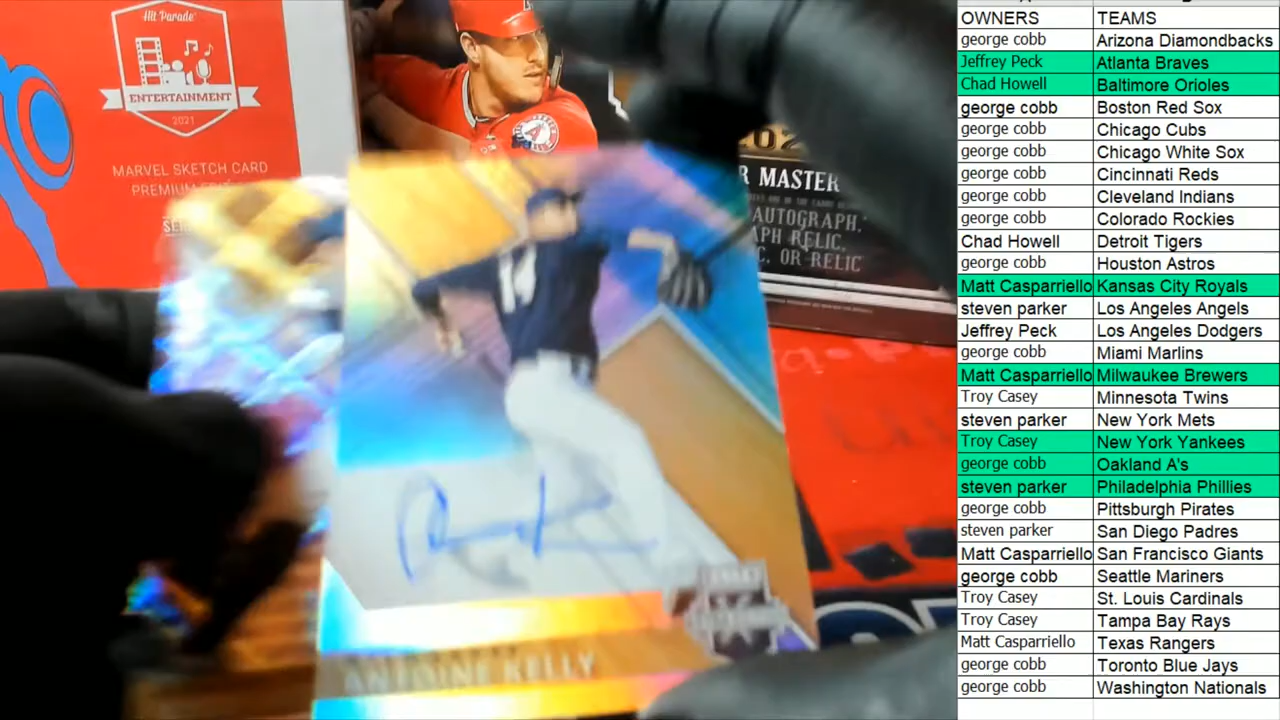 Hit Parade
ENTERTAINMENT
2021
MARVEL SKETCH CARD
R MASTER
AUTOGRAPH,
APH RELIC,
C, OR RELIC
14
ANTOINE KELLY
OWNERS TEAMS
george cobb Arizona Diamondbacks
Jeffrey Peck Atlanta Braves
Chad Howell Baltimore Orioles
george cobb Boston Red Sox
george cobb Chicago Cubs
george cobb Chicago White Sox
george cobb Cincinnati Reds
george cobb Cleveland Indians
george cobb Colorado Rockies
Chad Howell Detroit Tigers
george cobb Houston Astros
Matt Casparriello Kansas City Royals
steven parker Los Angeles Angels
Jeffrey Peck Los Angeles Dodgers
george cobb Miami Marlins
Matt Casparriello Milwaukee Brewers
Troy Casey Minnesota Twins
steven parker New York Mets
Troy Casey New York Yankees
george cobb Oakland A's
steven parker Philadelphia Phillies
george cobb Pittsburgh Pirates
steven parker San Diego Padres
Matt Casparriello San Francisco Giants
george cobb Seattle Mariners
Troy Casey St. Louis Cardinals
Troy Casey Tampa Bay Rays
Matt Casparriello Texas Rangers
george cobb Toronto Blue Jays
george cobb Washington Nationals